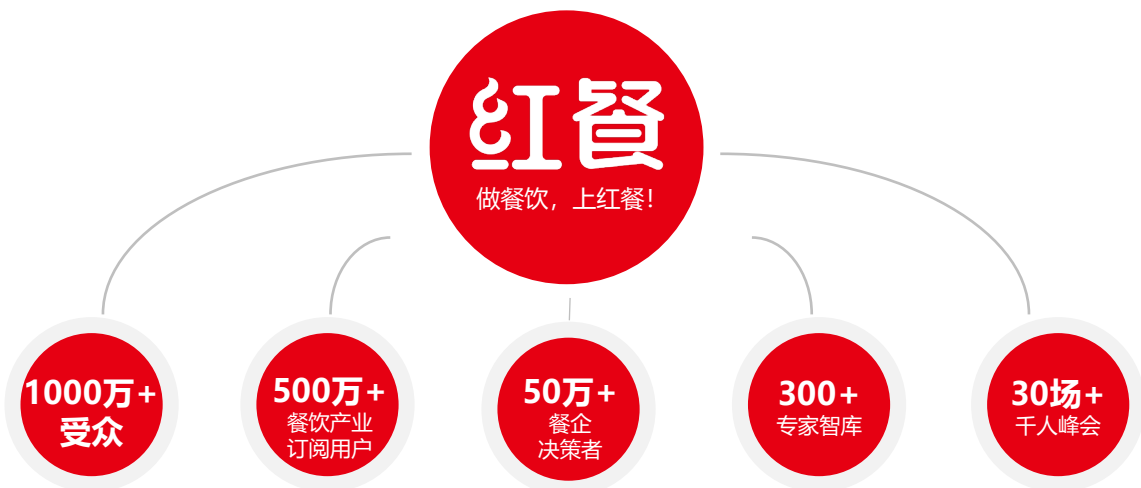 红餐
做餐饮，上红餐！
1000万+
受众
500万+
餐饮产业
订阅用户
50万+
餐企
决策者
300+
专家智库
30场+
千人峰会